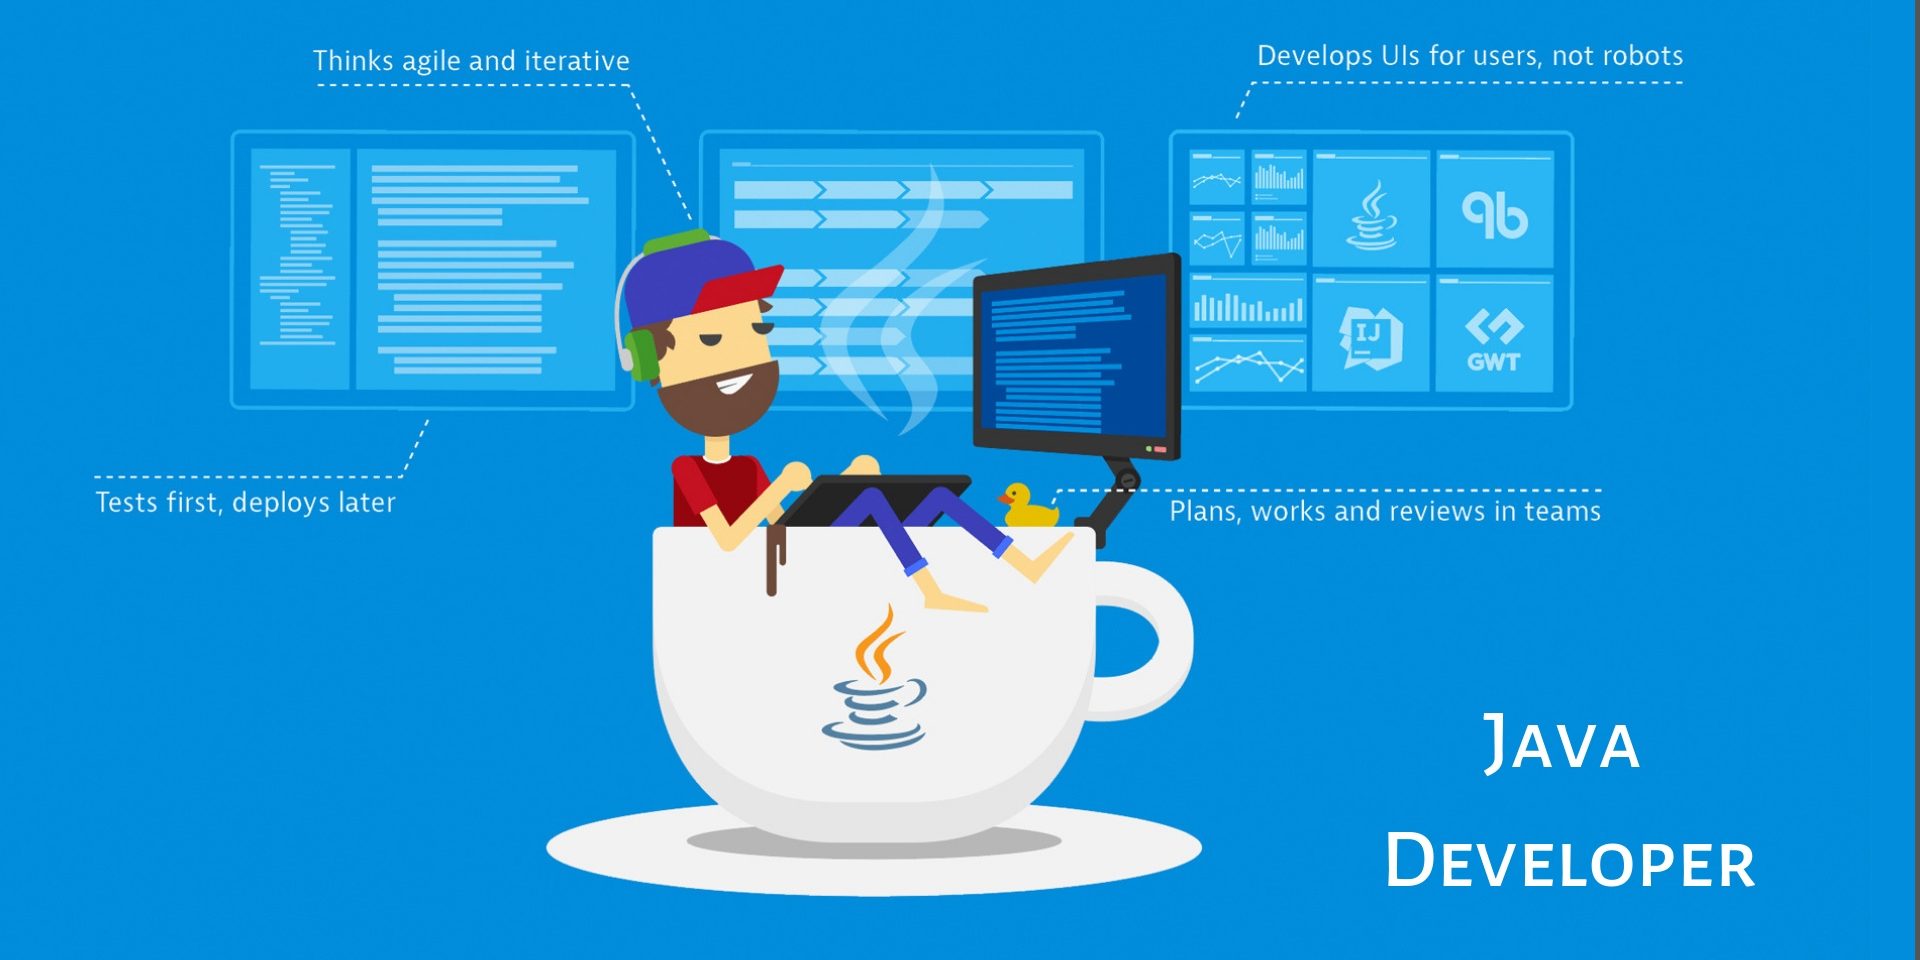 Thinks agile and iterative
Develops UIs for users, not robots
qb
IJ
GWT
Tests first, deploys later
Plans, works and reviews in teams
Java
Developer